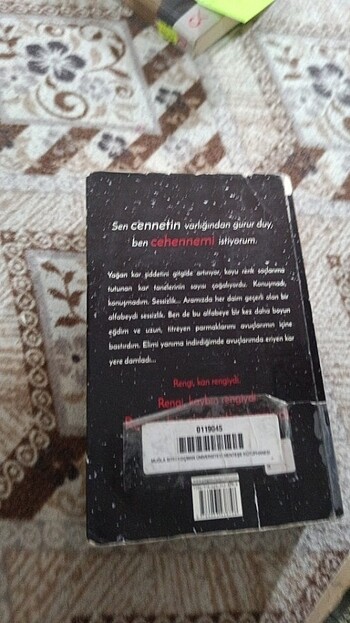 Sen cennetin varlığından gurur duy,
ben cehennemi istiyorum.
Yağan kar şiddetini gitgide artırıyor, koyu renk saçlarına
tutunan kar tanelerinin sayısı çoğalıyordu. Konuşmadı,
konuşmadım. Sessizlik... Aramızda her daim geçerli olan bir
alfabeydi sessizlik. Ben de bu alfabeye bir kez daha boyun
eğdim ve uzun, titreyen parmaklarımı avuçlarımın içine
bastırdım. Elimi yanıma indirdiğimde avuçlarımda eriyen kar
yere damladı...
Rengi, kan rengiydi.
Rengi, kayıp rengiydi.
0119045